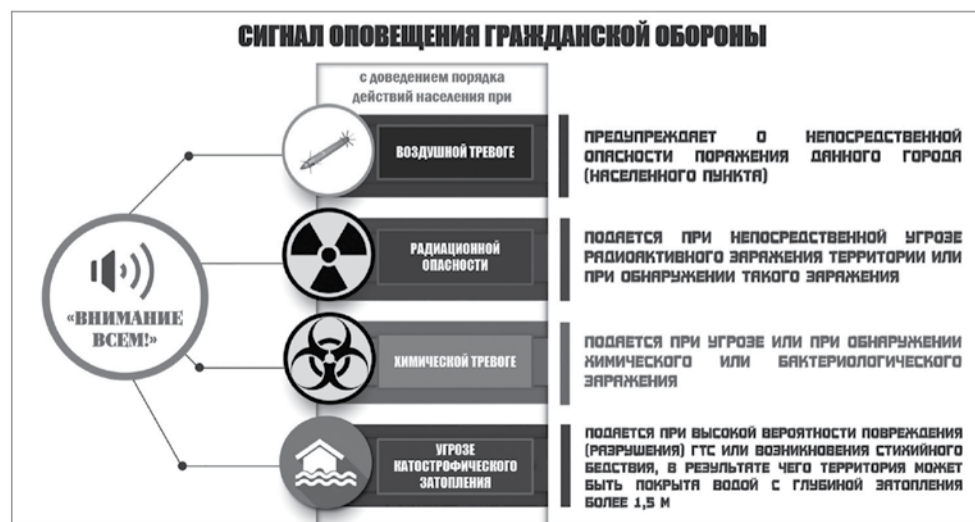 СИГНАЛ ОПОВЕЩЕНИЯ ГРАЖДАНСКОЙ ОБОРОНЫ
с доведением порядка
действий населения при
«ВНИМАНИЕ
ВСЕМ!»
ВОЗДУШНОЙ ТРЕВОГЕ
ПРЕДУПРЕЖДАЕТ О НЕПОСРЕДСТВЕННОЙ
ОПАСНОСТИ ПОРАЖЕНИЯ ДАННОГО ГОРОДА
(НАСЕЛЕННОГО ПУНКТА)
РАДИАЦИОННОЙ
ОПАСНОСТИ
ПОДАЕТСЯ ПРИ НЕПОСРЕДСТВЕННОЙ УГРОЗЕ
РАДИОАКТИВНОГО ЗАРАЖЕНИЯ ТЕРРИТОРИИ ИЛИ
ПРИ ОБНАРУЖЕНИИ ТАКОГО ЗАРАЖЕНИЯ
ХИМИЧЕСКОЙ ТРЕВОГЕ
ПОДАЕТСЯ ПРИ УГРОЗЕ ИЛИ ПРИ ОБНАРУЖЕНИИ
ХИМИЧЕСКОГО ИЛИ БАКТЕРИОЛОГИЧЕСКОГО
ЗАРАЖЕНИЯ
УГРОЗЕ
КАТОСТРОФИЧЕСКОГО
ЗАТОПЛЕНИЯ
ПОДАЕТСЯ ПРИ ВЫСОКОЙ ВЕРОЯТНОСТИ ПОВРЕЖДЕНИЯ
(РАЗРУШЕНИЯ) ГТС ИЛИ ВОЗНИКНОВЕНИЯ СТИХИЙНОГО
БЕДСТВИЯ, В РЕЗУЛЬТАТЕ ЧЕГО ТЕРРИТОРИЯ МОЖЕТ
БЫТЬ ПОКРЫТА ВОДОЙ С ГЛУБИНОЙ ЗАТОПЛЕНИЯ
БОЛЕЕ 1,5 М